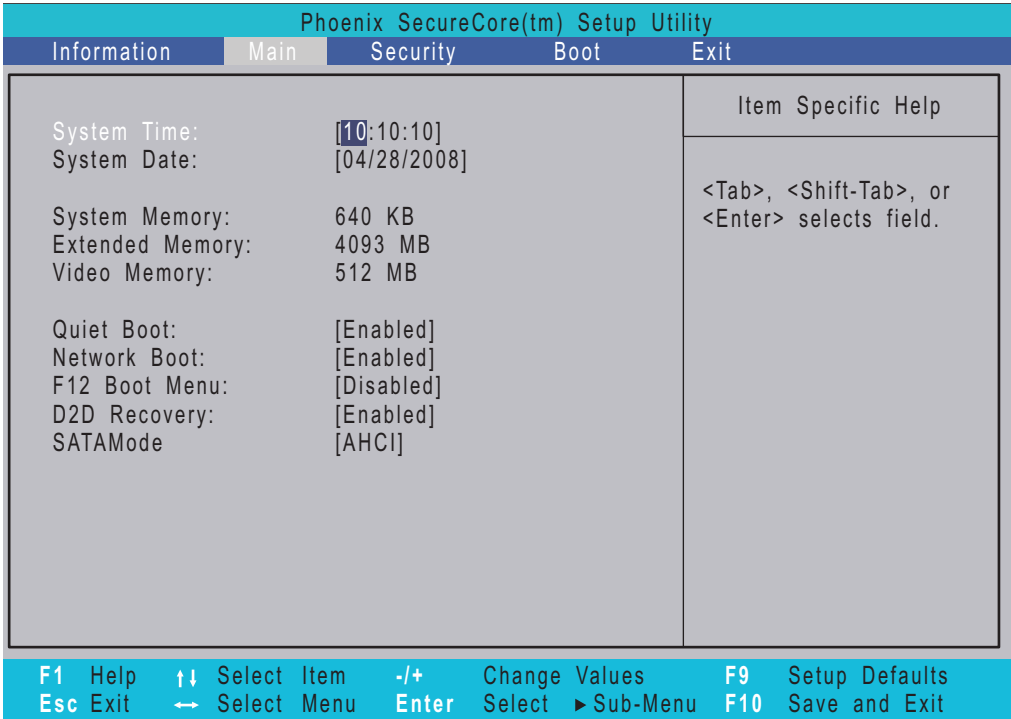 Phoenix SecureCore(tm) Setup Utility
Information Main Security Boot Exit
Item Specific Help
System Time: [10:10:10]
System Date: [04/28/2008]
<Tab>, <Shift-Tab>, or
<Enter> selects field.
System Memory: 640 KB
Extended Memory: 4093 MB
Video Memory: 512 MB
Quiet Boot: [Enabled]
Network Boot: [Enabled]
F12 Boot Menu: [Disabled]
D2D Recovery: [Enabled]
SATAMode [AHCI]
F1 Help ↑↓ Select Item -/+ Change Values F9 Setup Defaults
Esc Exit ↔ Select Menu Enter Select ▶Sub-Menu F10 Save and Exit